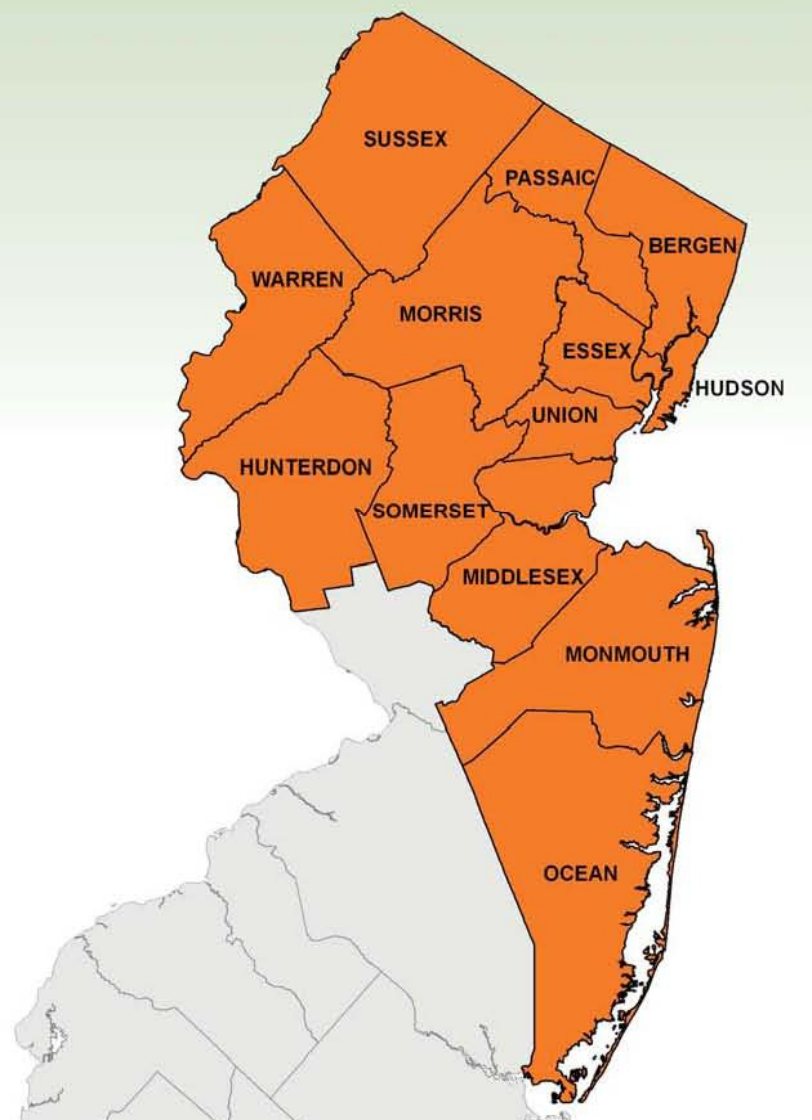 SUSSEX
PASSAIC
BERGEN
WARREN
MORRIS
ESSEX
HUDSON
UNION
HUNTERDON
SOMERSET
MIDDLESEX
MONMOUTH
OCEAN